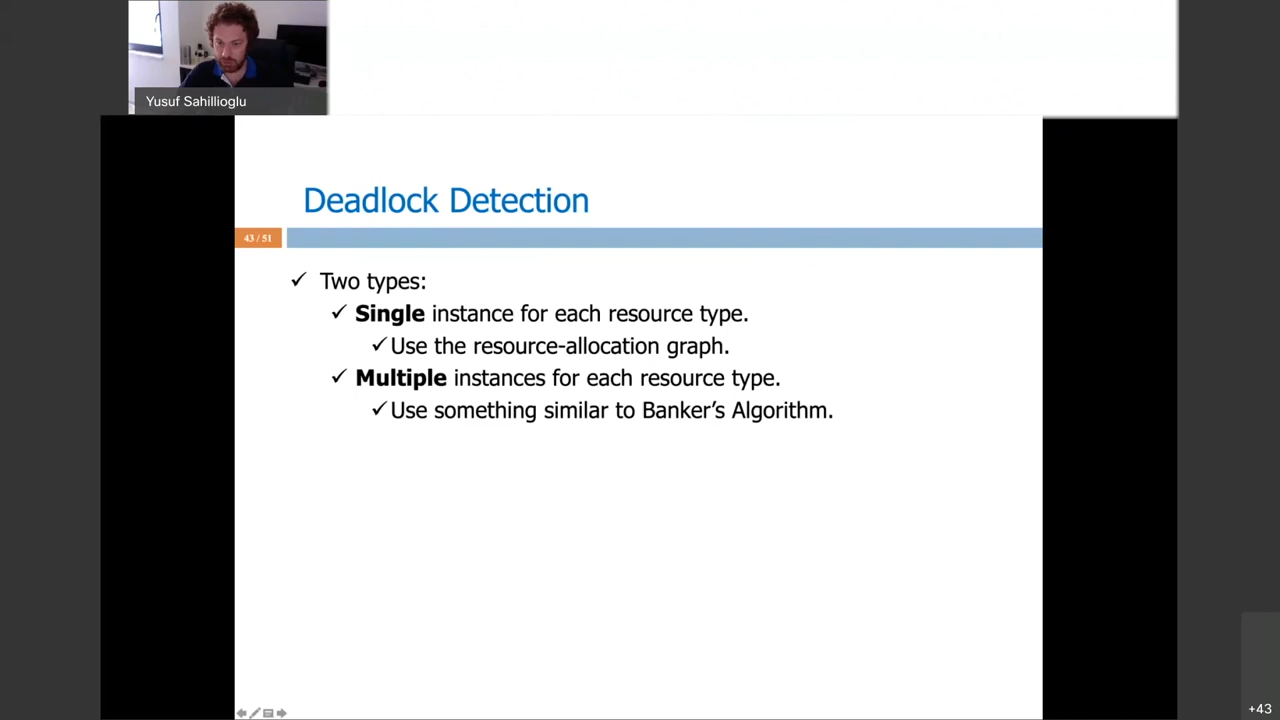 Yusuf Sahillioglu
Deadlock Detection
43 / 51
✓ Two types:
✓ Single instance for each resource type.
✓ Use the resource-allocation graph.
✓ Multiple instances for each resource type.
✓ Use something similar to Banker’s Algorithm.
+43